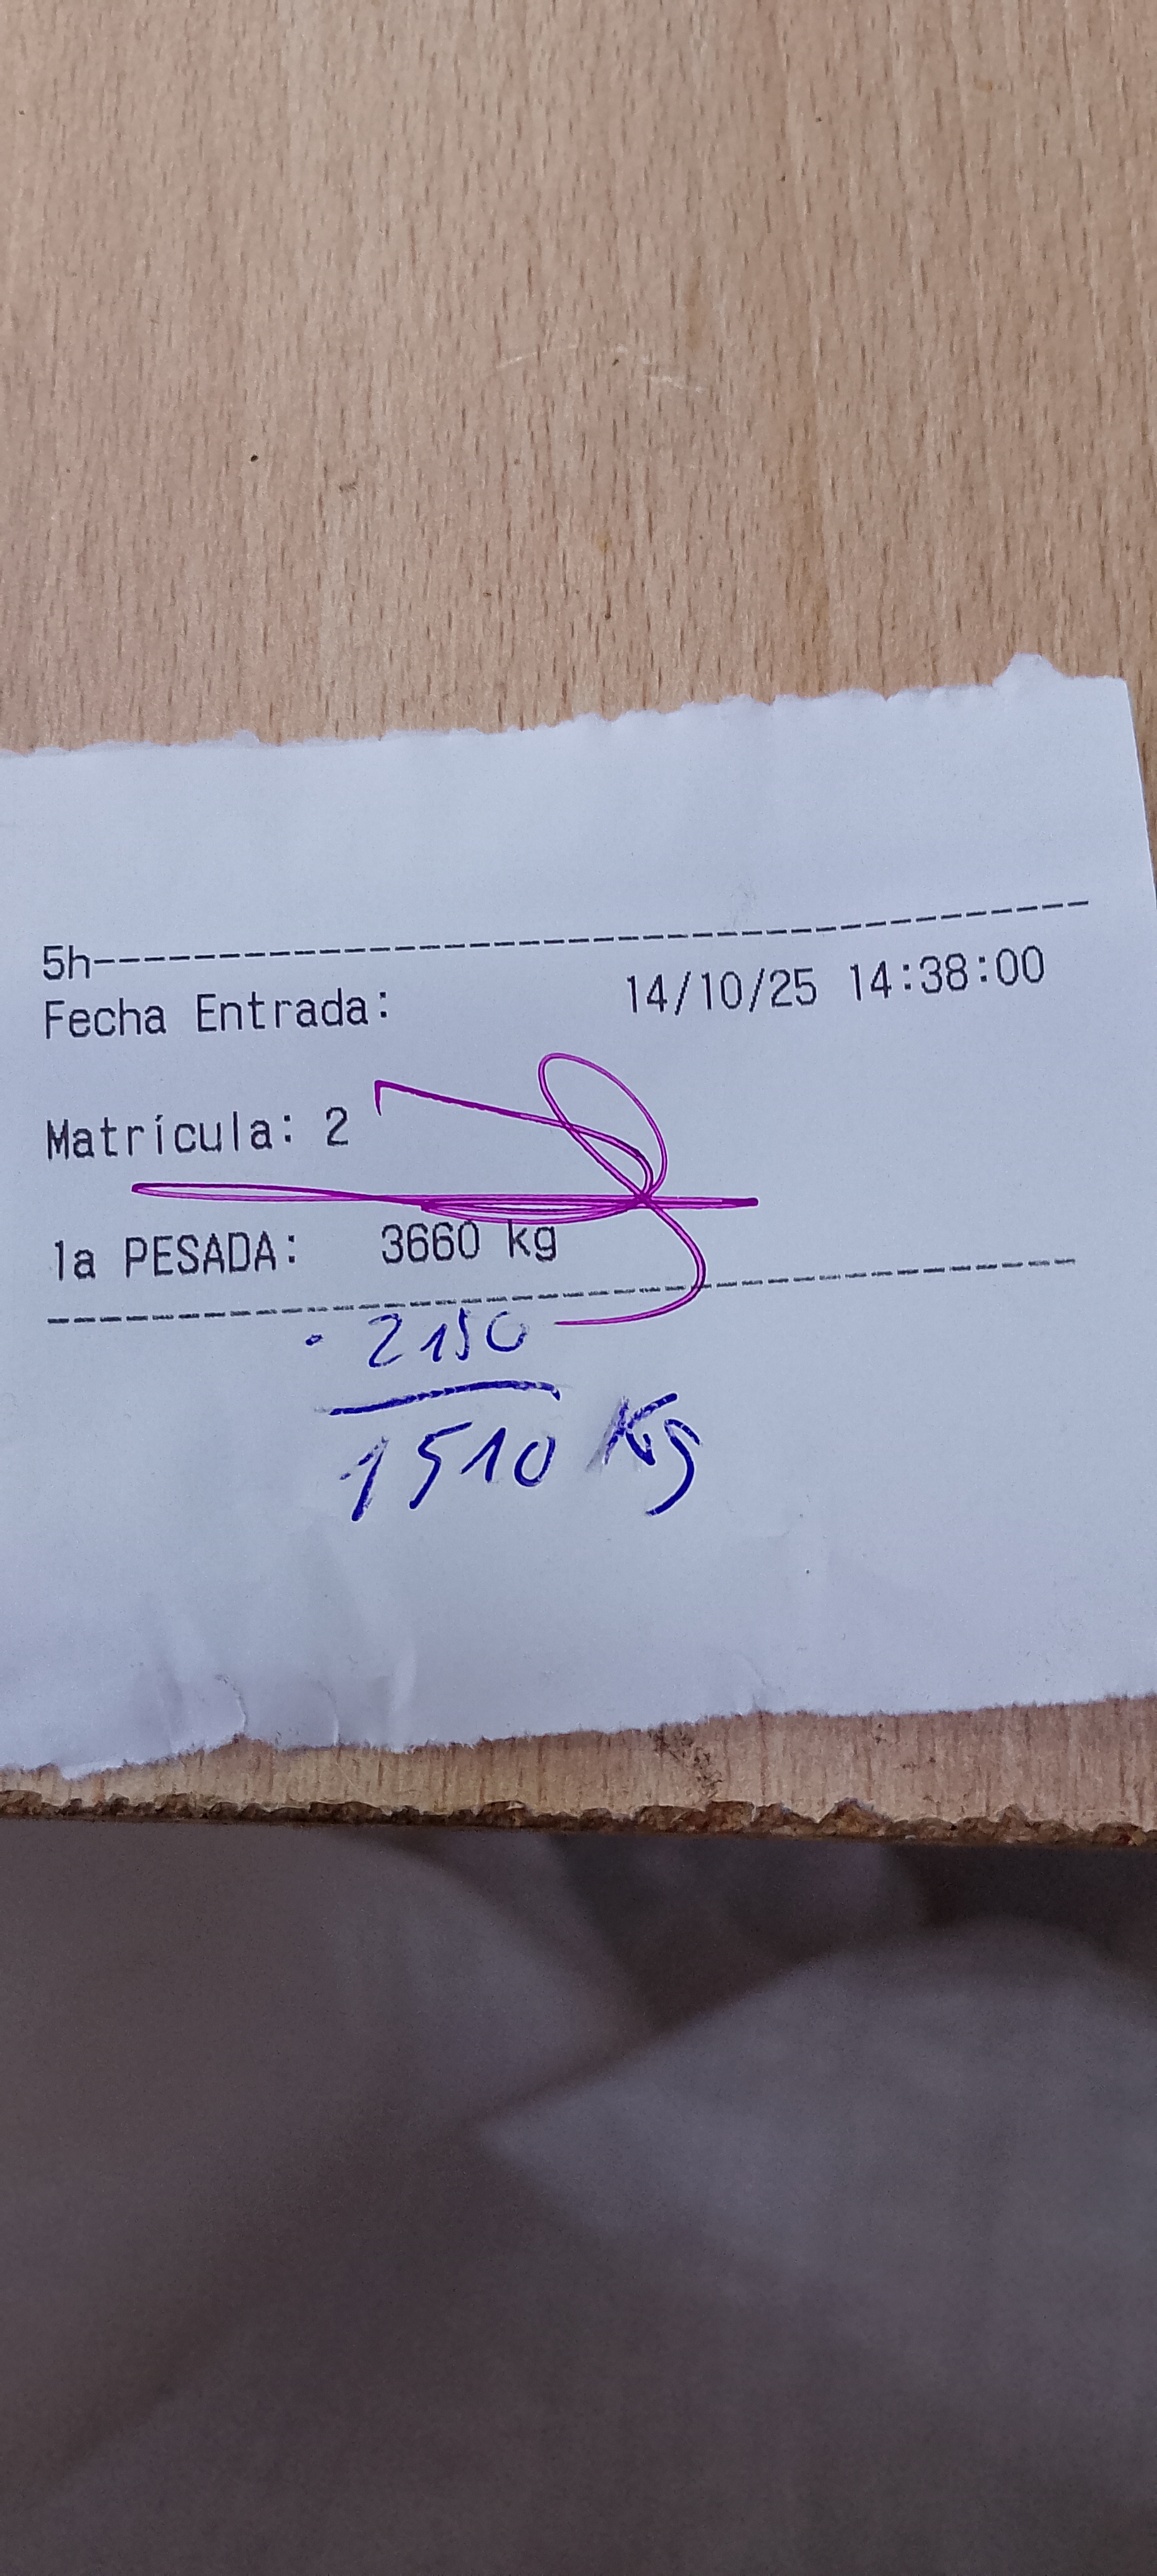 5h--------------------------------------------------
Fecha Entrada: 14/10/25 14:38:00
Matrícula: 2
1a PESADA: 3660 kg
- 2150
1510 Kg